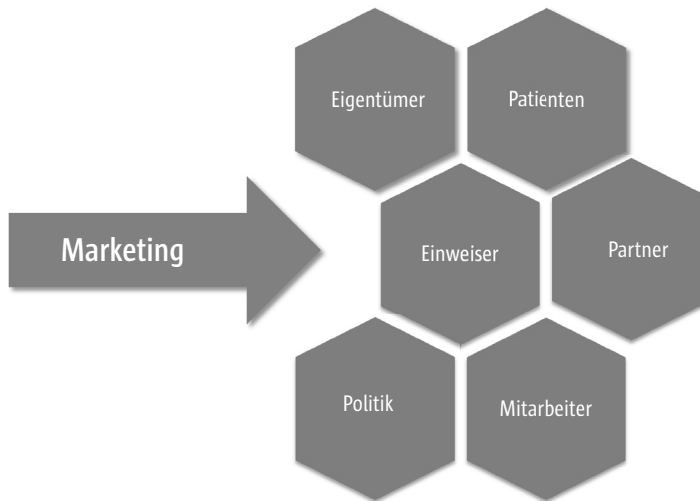 Eigentümer
Patienten
Marketing
Einweiser
Partner
Politik
Mitarbeiter